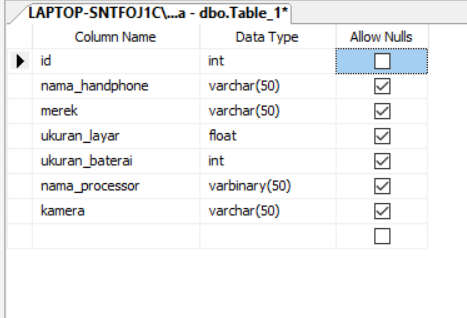 LAPTOP-SNTFOJ1C\...a - dbo.Table_1*
Column Name Data Type Allow Nulls
id int
nama_handphone varchar(50)
merek varchar(50)
ukuran_layar float
ukuran_baterai int
nama_processor varbinary(50)
kamera varchar(50)